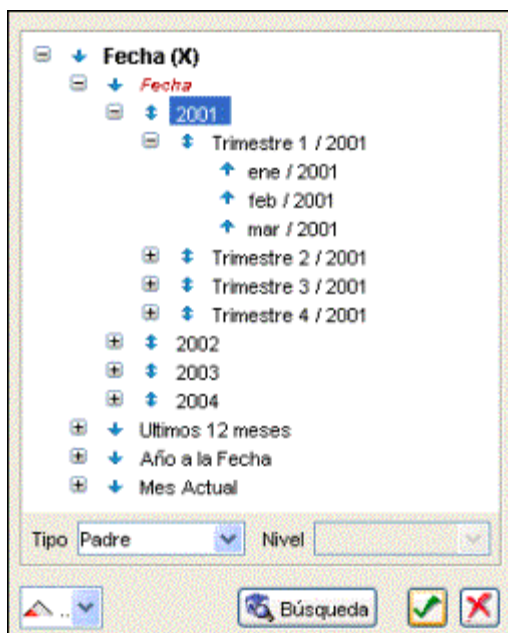 Fecha (X)
Fecha
2001
Trimestre 1 / 2001
ene / 2001
feb / 2001
mar / 2001
Trimestre 2 / 2001
Trimestre 3 / 2001
Trimestre 4 / 2001
2002
2003
2004
Ultimos 12 meses
Año a la Fecha
Mes Actual
Tipo Padre Nivel
.. Búsqueda